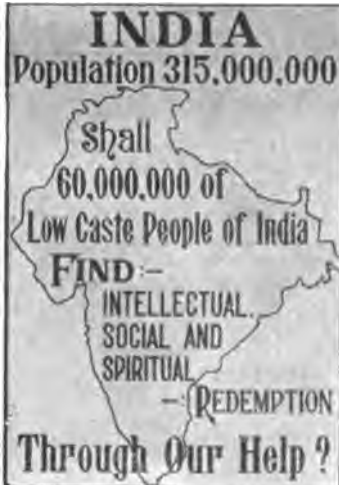 INDIA
Population 315,000,000
Shall
60,000,000 of
Low Caste People of India
FIND :-
INTELLECTUAL,
SOCIAL AND
SPIRITUAL
-: REDEMPTION
Through Our Help?